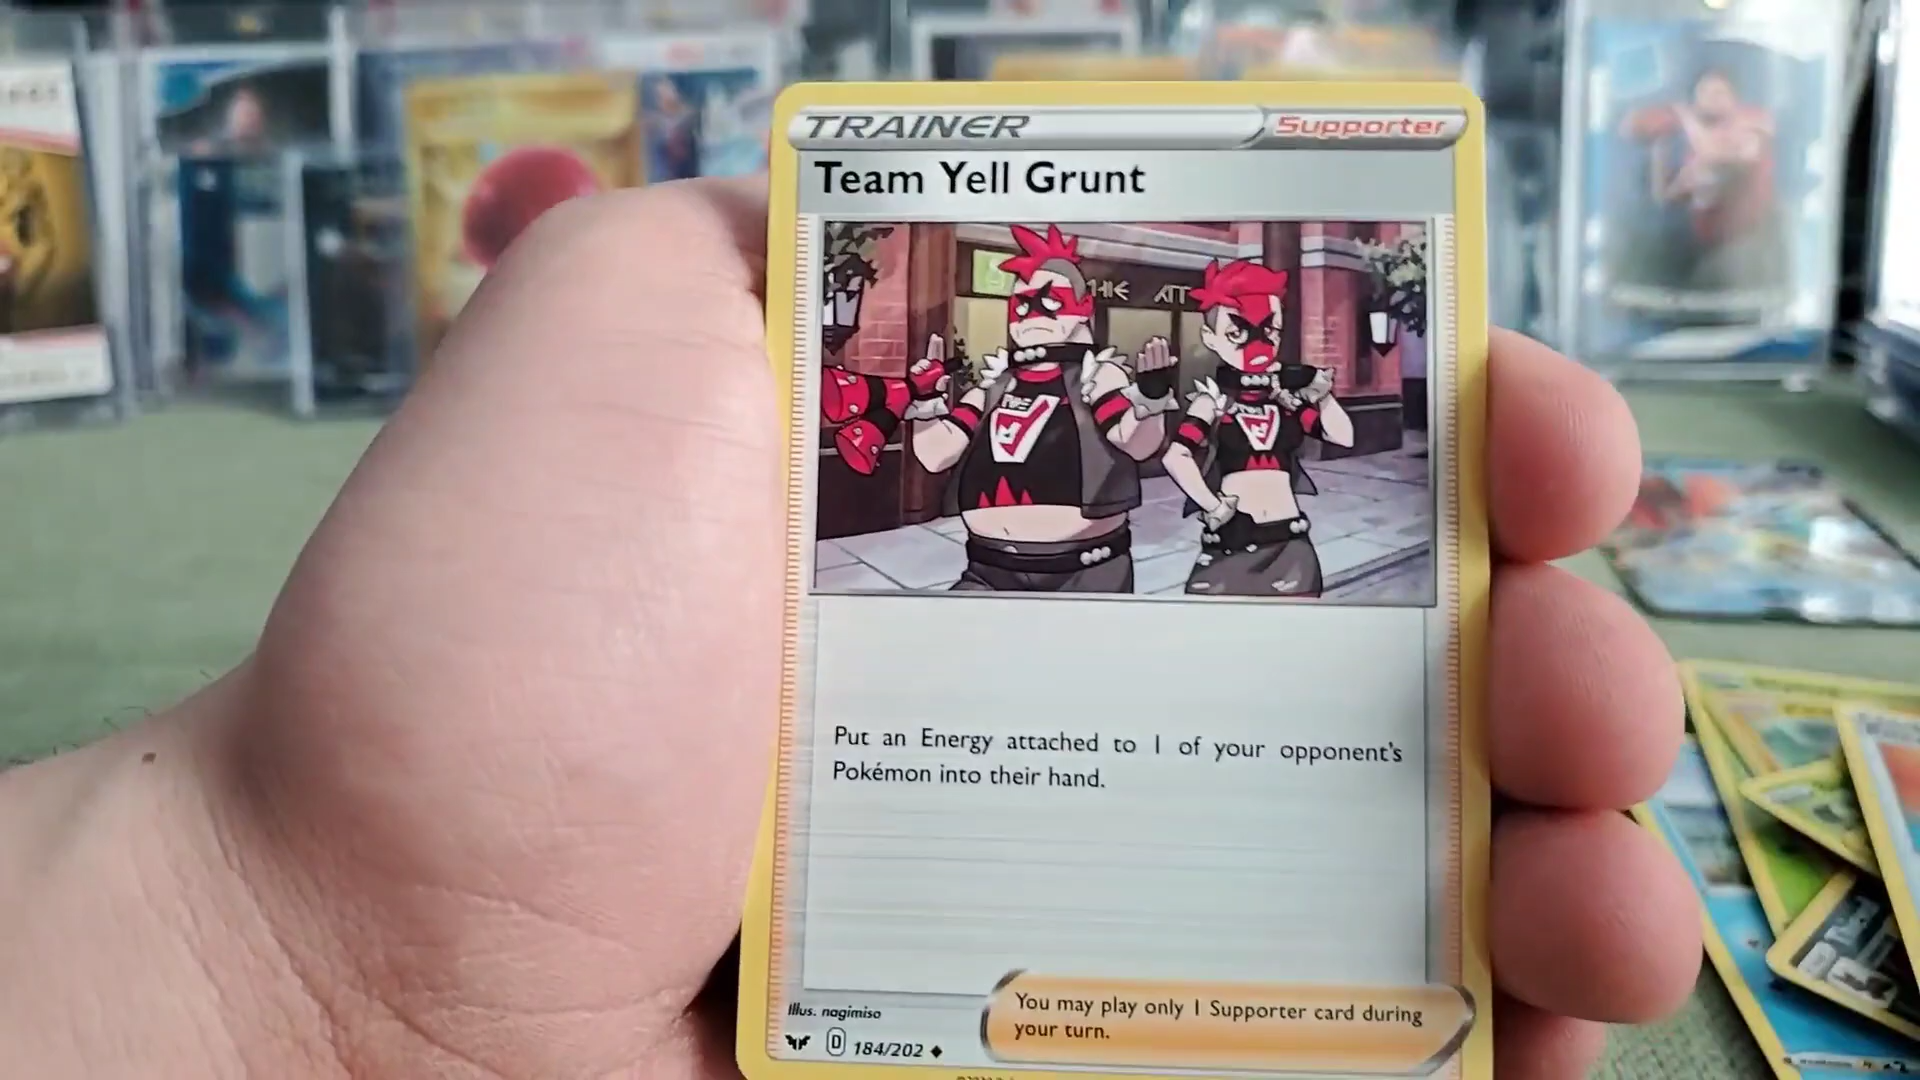 TRAINER
Supporter
Team Yell Grunt
Put an Energy attached to 1 of your opponent's
Pokémon into their hand.
Illus. nagimiso
You may play only 1 Supporter card during
your turn.
D 184/202